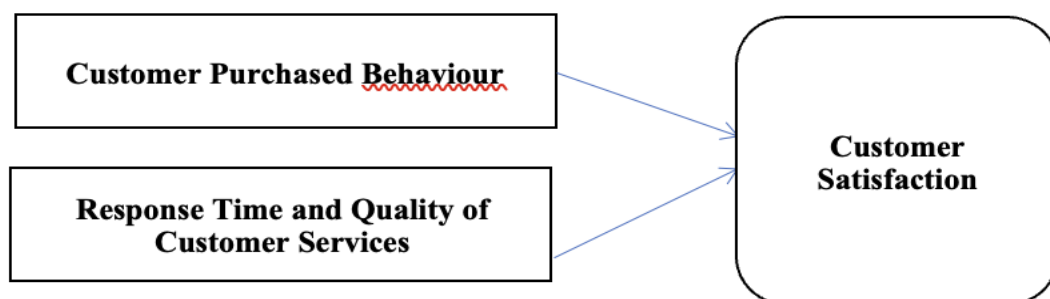 Customer Purchased Behaviour
Response Time and Quality of
Customer Services
Customer
Satisfaction